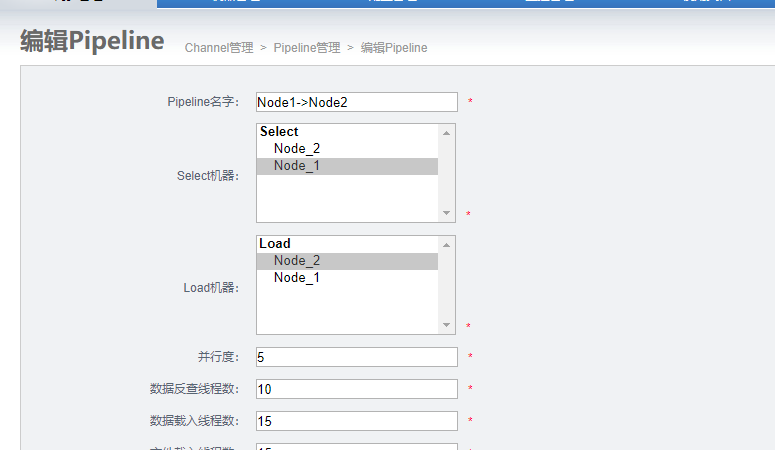 编辑Pipeline Channel管理 > Pipeline管理 > 编辑Pipeline
Pipeline名字： Node1->Node2 *
Select
Node_2
Select机器： Node_1
*
Load
Node_2
Load机器： Node_1
*
并行度： 5 *
数据反查线程数： 10 *
数据载入线程数： 15 *